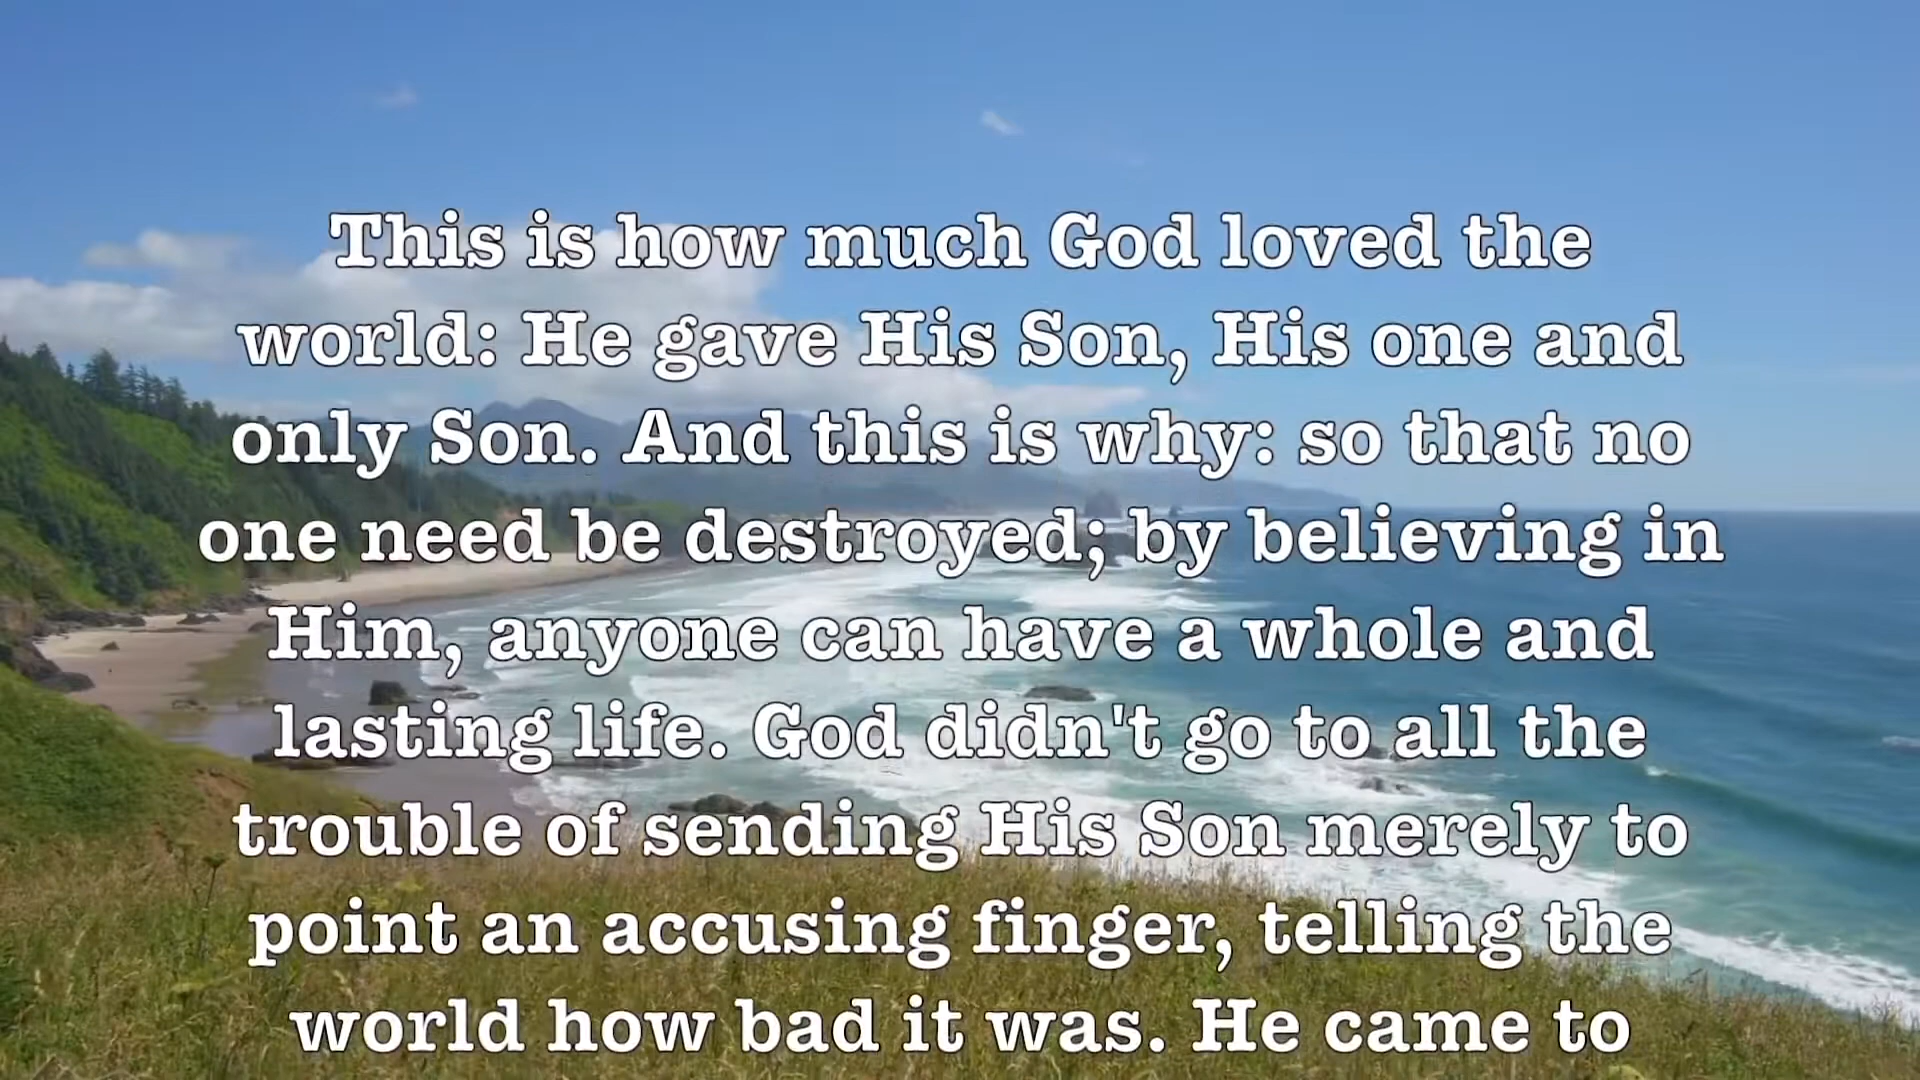 This is how much God loved the
world: He gave His Son, His one and
only Son. And this is why: so that no
one need be destroyed; by believing in
Him, anyone can have a whole and
lasting life. God didn't go to all the
trouble of sending His Son merely to
point an accusing finger, telling the
world how bad it was. He came to